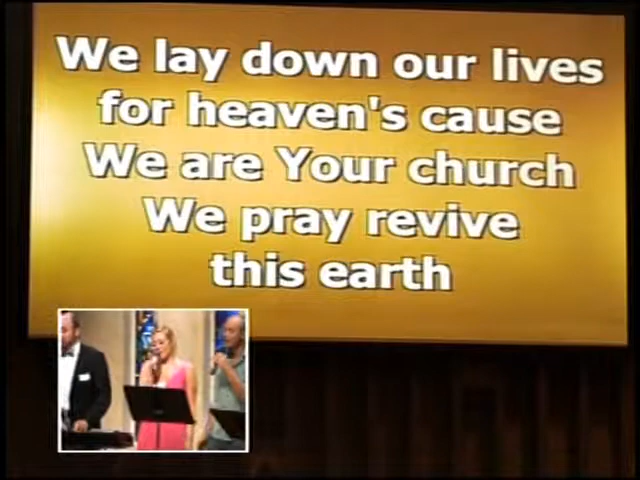 We lay down our lives
for heaven's cause
We are Your church
We pray revive
this earth